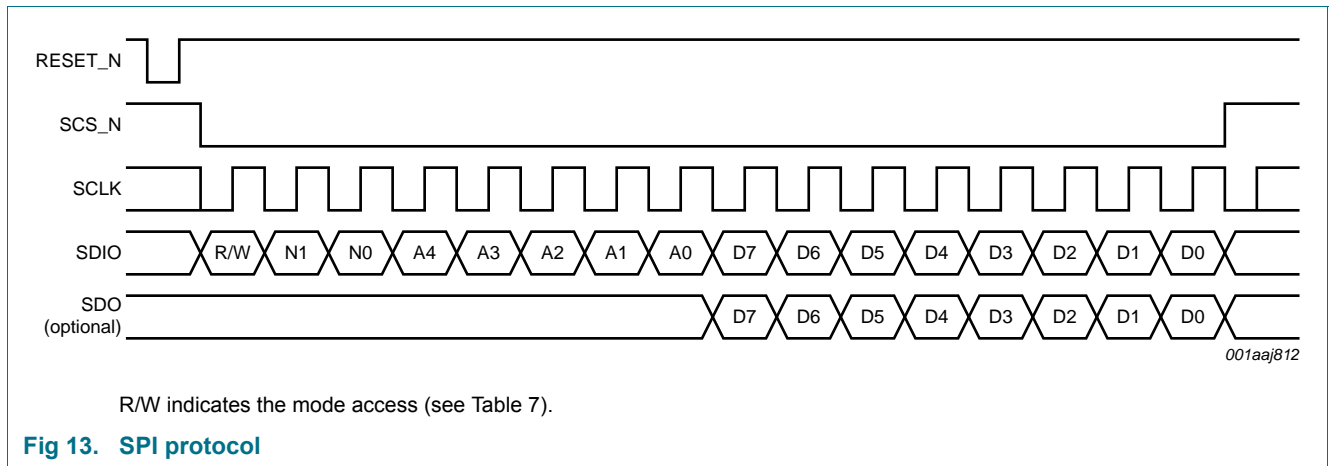 RESET_N
SCS_N
SCLK
SDIO R/W N1 N0 A4 A3 A2 A1 A0 D7 D6 D5 D4 D3 D2 D1 D0
SDO
(optional) D7 D6 D5 D4 D3 D2 D1 D0
001aaj812
R/W indicates the mode access (see Table 7).
Fig 13. SPI protocol